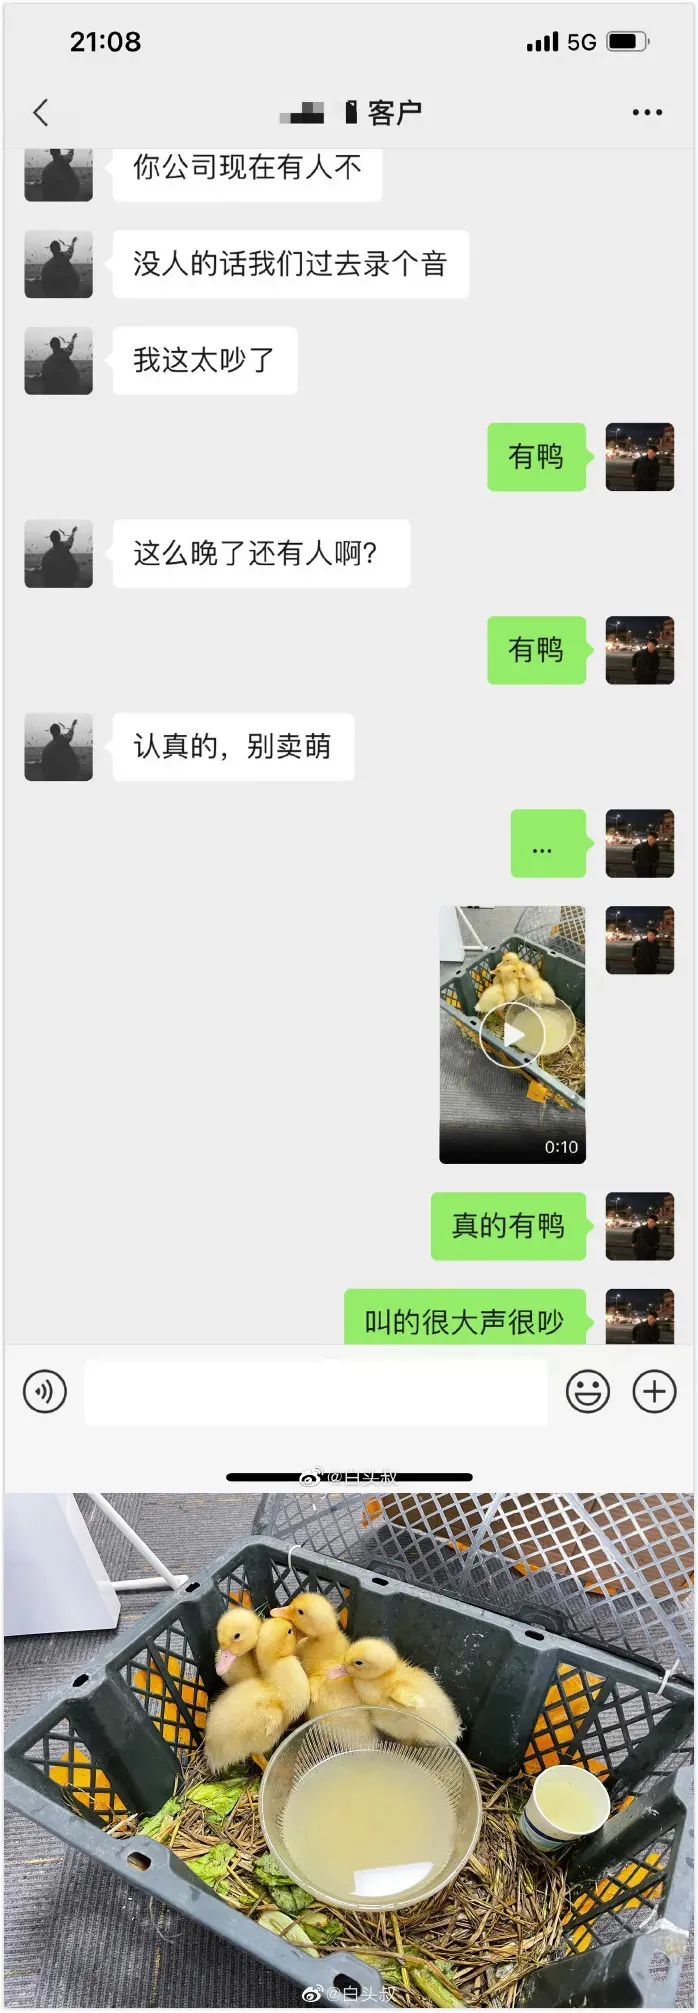 21:08
5G
客户
你公司现在有人不
没人的话我们过去录个音
我这太吵了
有鸭
这么晚了还有人啊？
有鸭
认真的，别卖萌
...
0:10
真的有鸭
叫的很大声很吵
@白头叔
@白头叔